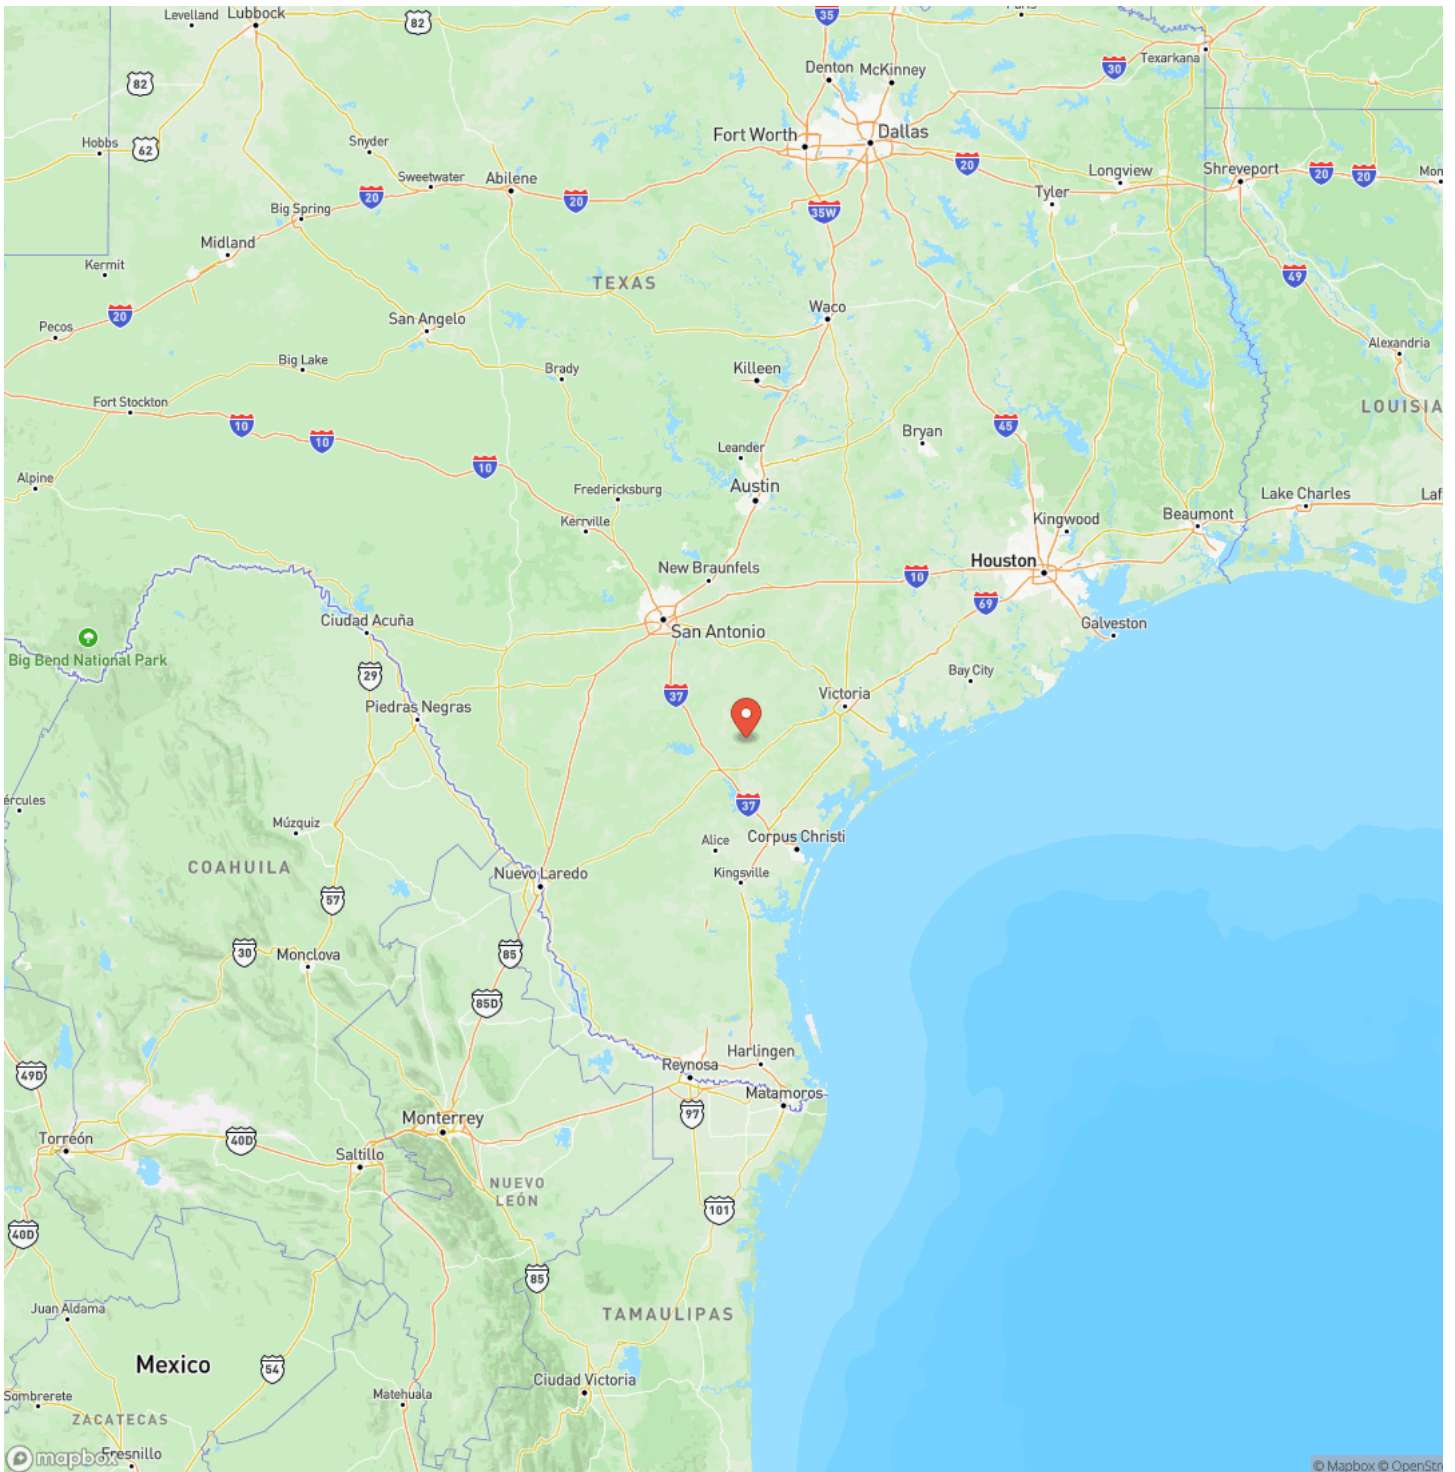 Levelland
Lubbock
82
35
82
Denton
McKinney
30
Texarkana
Hobbs
62
Snyder
Fort Worth
Dallas
20
Longview
Shreveport
20
20
Sweetwater
Abilene
20
20
Tyler
Big Spring
35W
Midland
Kermit
TEXAS
49
20
Pecos
San Angelo
Waco
Alexandria
Big Lake
Brady
Killeen
Fort Stockton
LOUISIA
10
10
45
Bryan
Leander
10
Alpine
Austin
Fredericksburg
Lake Charles
Laf
Kerrville
Kingwood
Beaumont
Houston
New Braunfels
10
69
Ciudad Acuña
San Antonio
Galveston
Big Bend National Park
29
Bay City
37
Victoria
Piedras Negras
ércules
37
Múzquiz
Alice
Corpus Christi
COAHUILA
Nuevo Laredo
Kingsville
57
30
Monclova
85
85D
Harlingen
Reynosa
49D
Matamoros
97
Monterrey
Torreón
40D
Saltillo
NUEVO
LEÓN
101
40D
85
Juan Aldama
TAMAULIPAS
Mexico
54
Ciudad Victoria
Sombrerete
Matehuala
ZACATECAS
Fresnillo
mapbox
© Mapbox © OpenStr